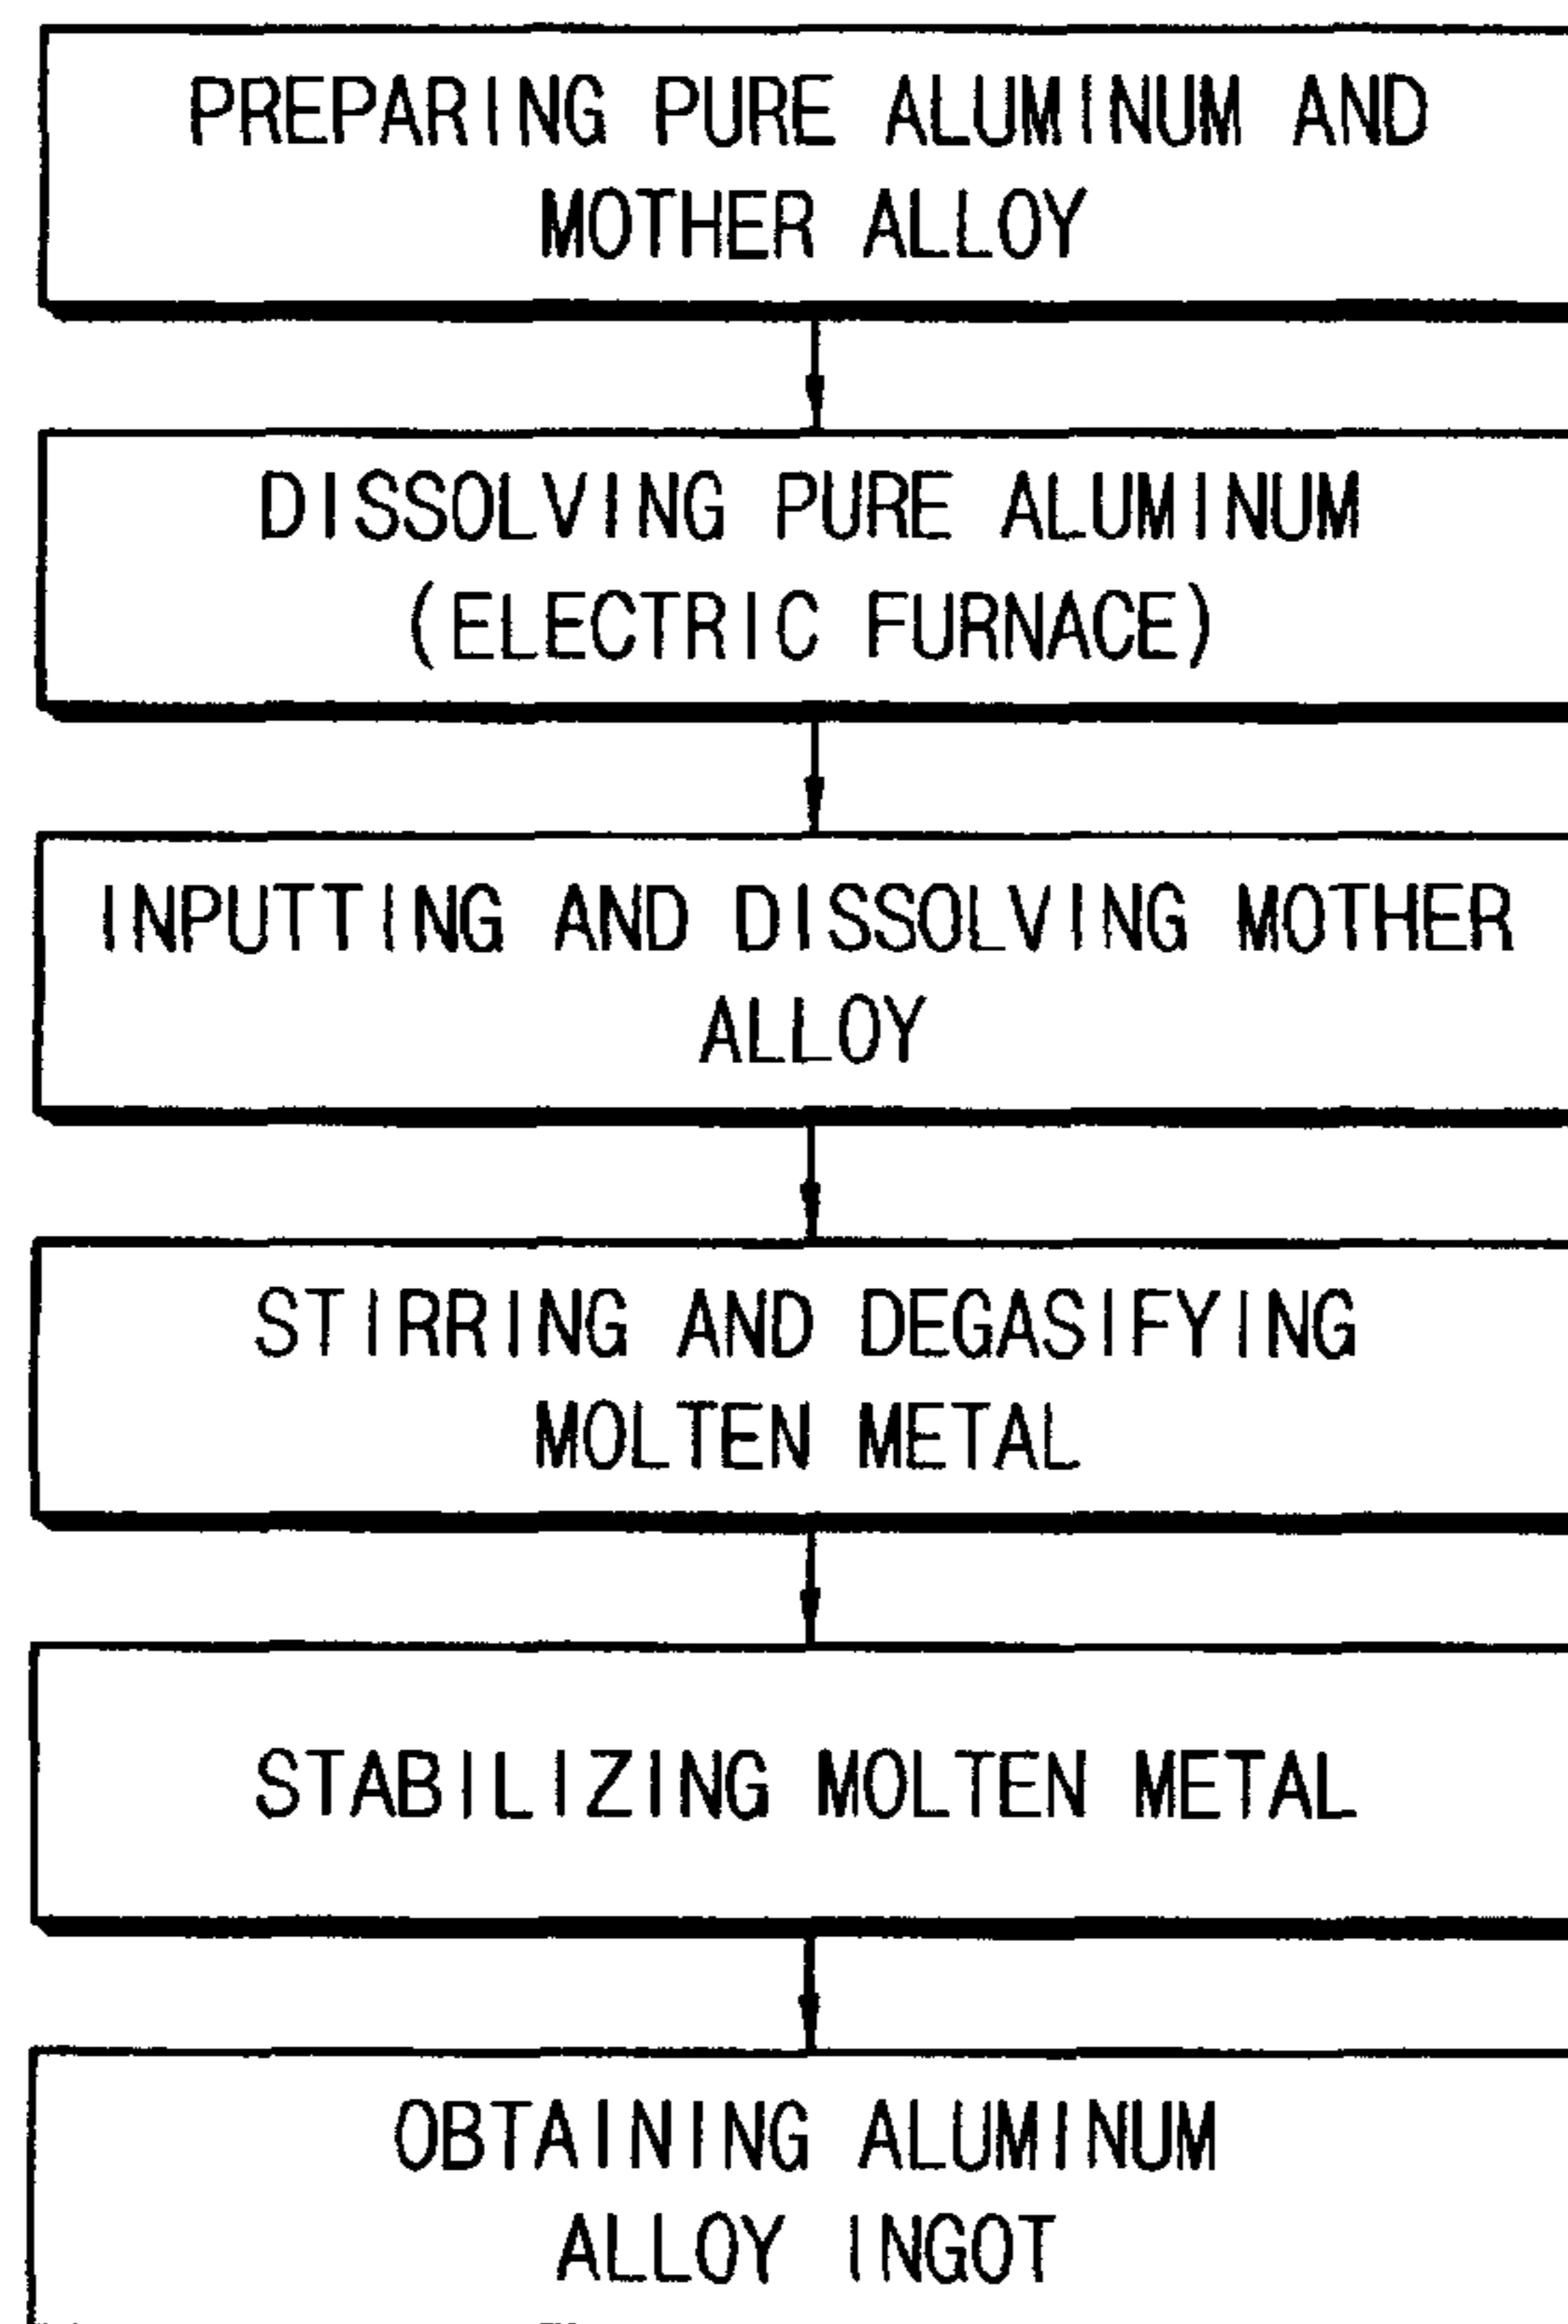 PREPARING PURE ALUMINUM AND
MOTHER ALLOY
DISSOLVING PURE ALUMINUM
(ELECTRIC FURNACE)
INPUTTING AND DISSOLVING MOTHER
ALLOY
STIRRING AND DEGASIFYING
MOLTEN METAL
STABILIZING MOLTEN METAL
OBTAINING ALUMINUM
ALLOY INGOT